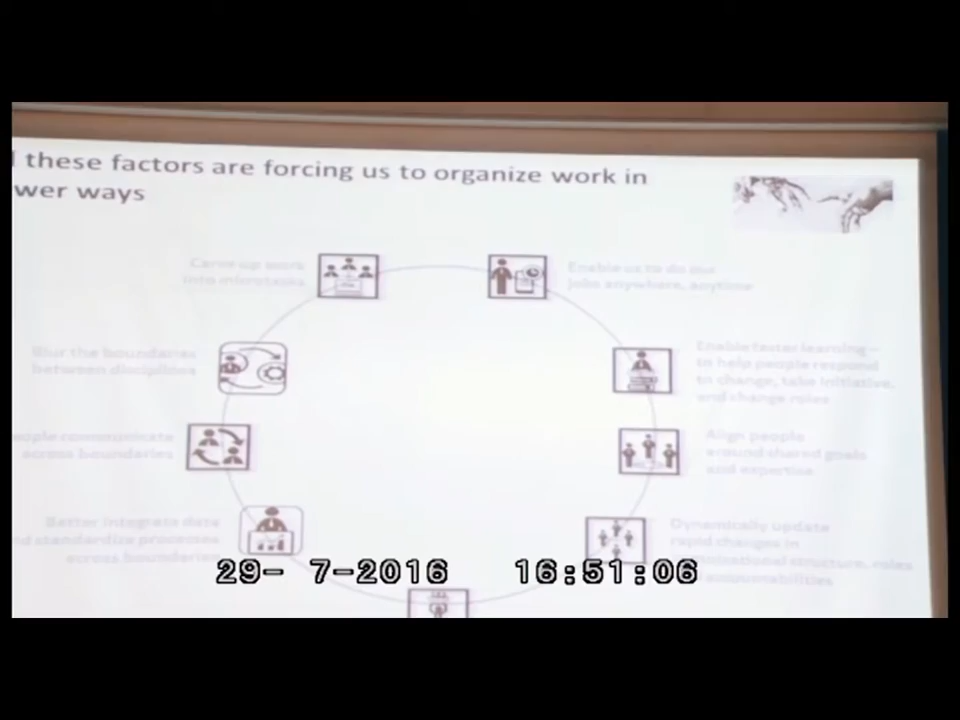 these factors are forcing us to organize work in
wer ways
Carve up work
into microtasks
Enable us to do our
jobs anywhere, anytime
Blur the boundaries
between disciplines
Enable faster learning –
to help people respond
to change, take initiative,
and change roles
ople communicate
across boundaries
Align people
around shared goals
and expertise
Better integrate data
nd standardize processes
across boundaries
Dynamically update
rapid changes in
structure, roles
29- 7-2016 16:51:06